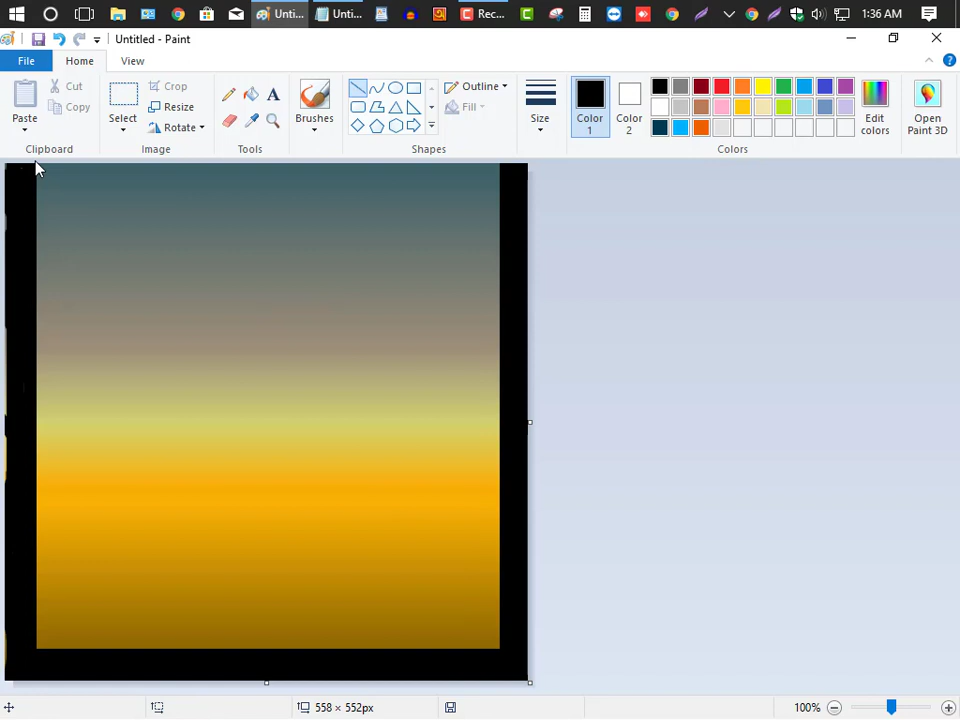 Unti...
Unti...
Rec...
1:36 AM
Untitled - Paint
File
Home
View
Paste
Cut
Copy
Clipboard
Select
Crop
Resize
Rotate
Image
A
Tools
Brushes
Outline
Fill
Shapes
Size
Color 1
Color 2
Edit colors
Colors
Open Paint 3D
558 × 552px
100%